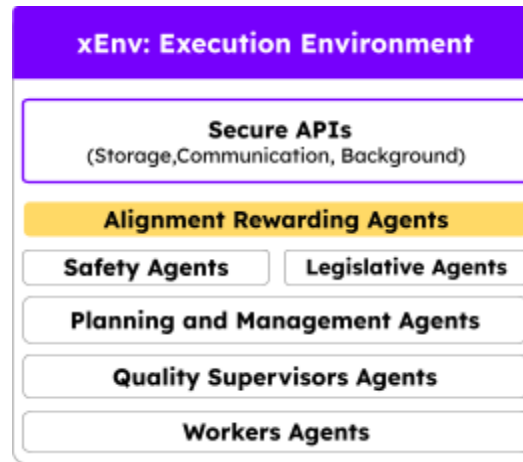 xEnv: Execution Environment
Secure APIs
(Storage,Communication, Background)
Alignment Rewarding Agents
Safety Agents
Legislative Agents
Planning and Management Agents
Quality Supervisors Agents
Workers Agents